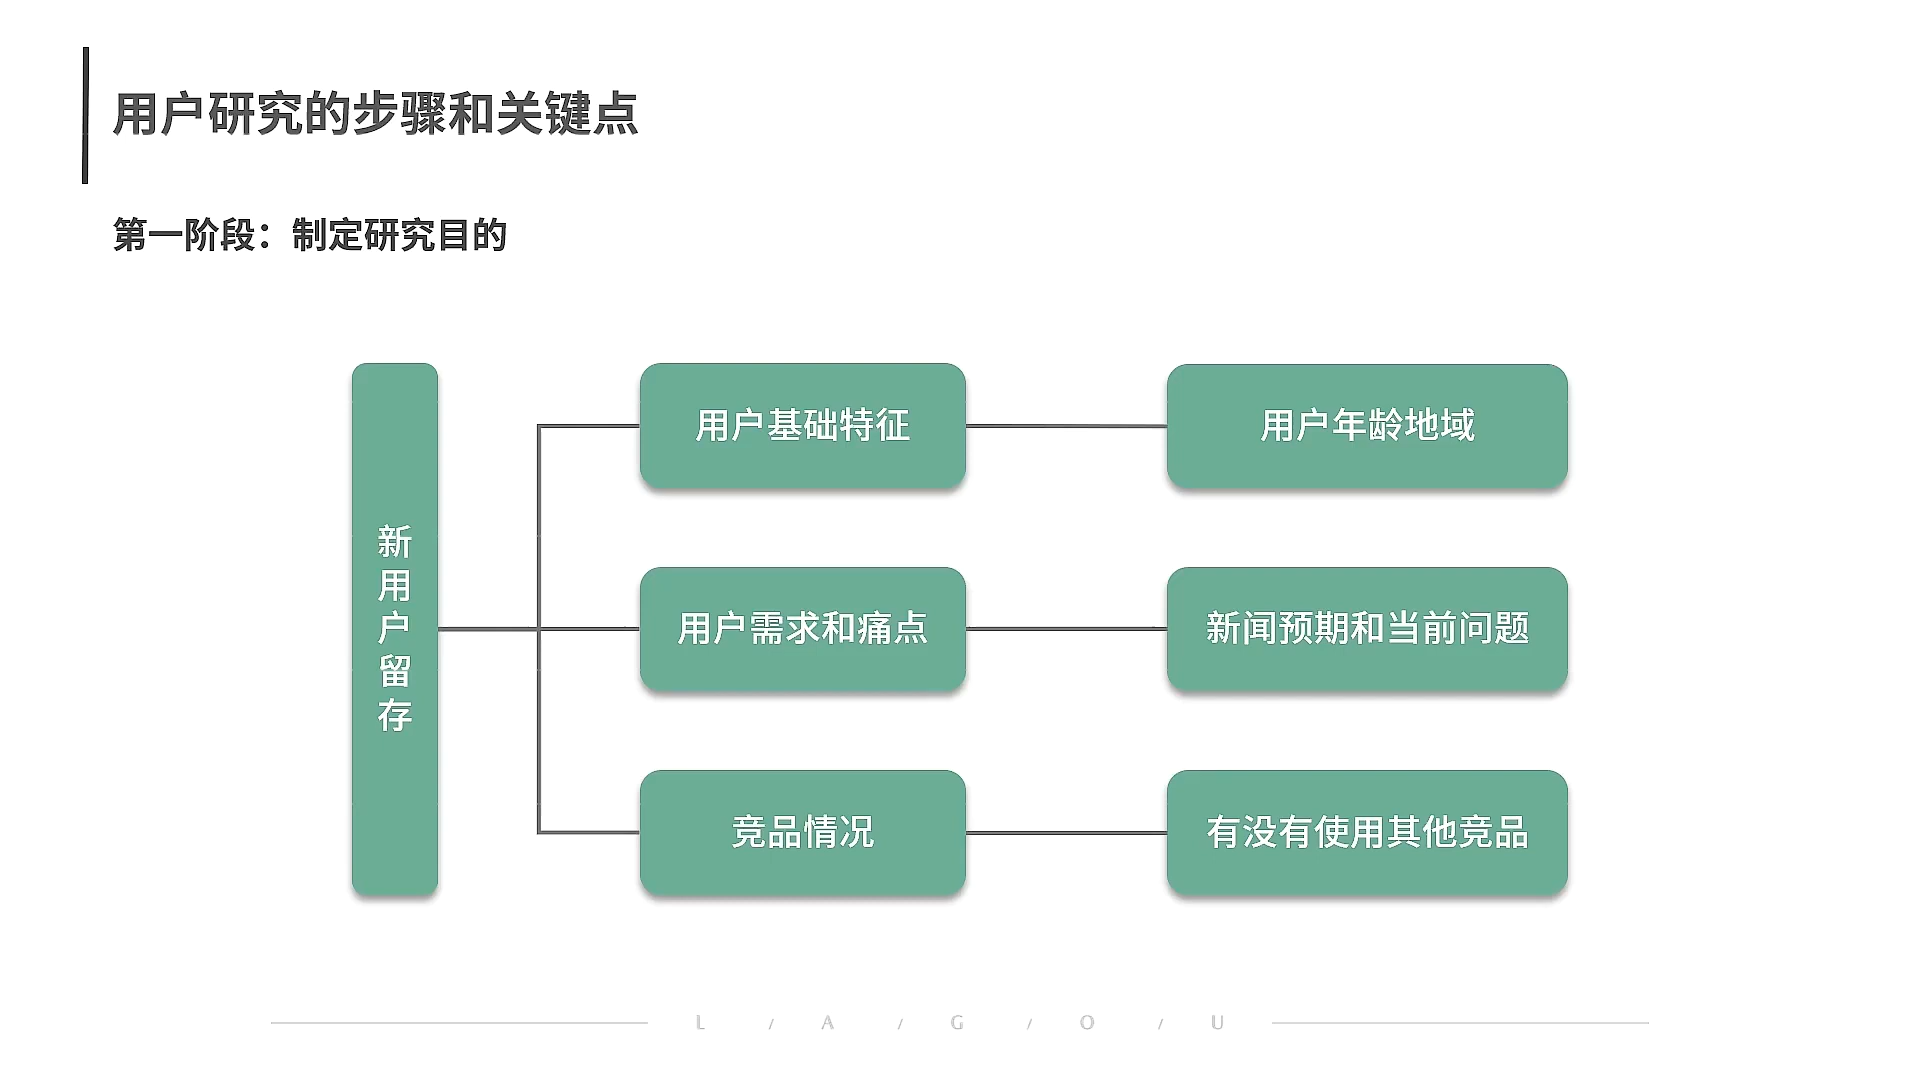 用户研究的步骤和关键点
第一阶段：制定研究目的
新用户留存
用户基础特征
用户年龄地域
用户需求和痛点
新闻预期和当前问题
竞品情况
有没有使用其他竞品
L / A / G / O / U